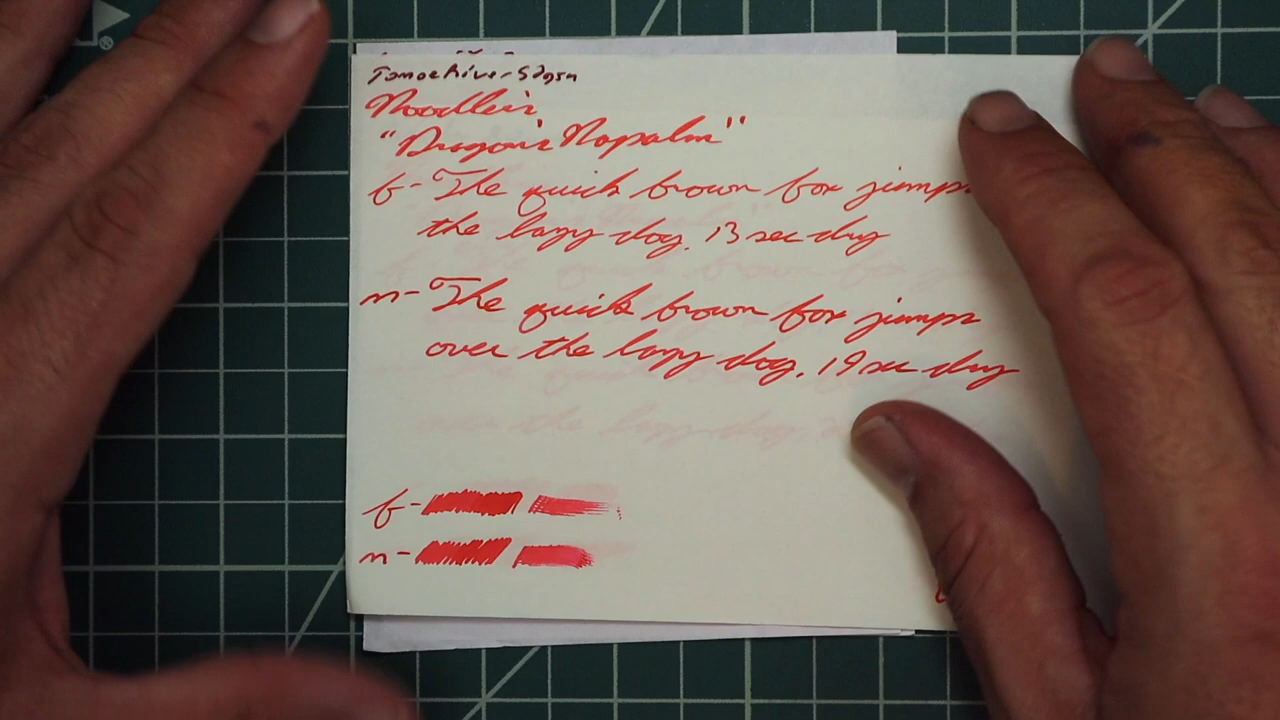 Tomoe River 52gsm
Noodler's
"Dragon's Napalm"
f- The quick brown fox jumps
the lazy dog. 13 sec dry
m- The quick brown fox jumps
over the lazy dog. 19 sec dry
f-
m-
®